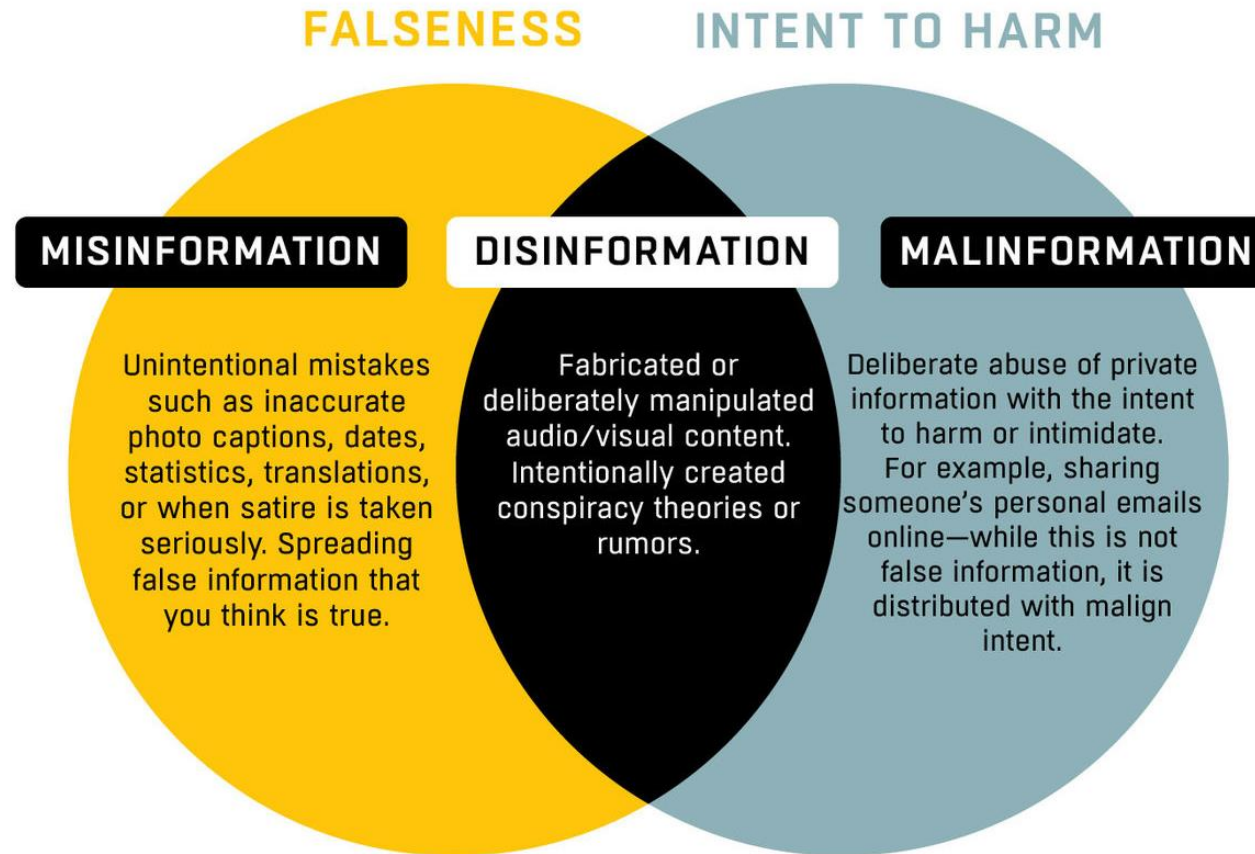 FALSENESS
INTENT TO HARM
MISINFORMATION
Unintentional mistakes
such as inaccurate
photo captions, dates,
statistics, translations,
or when satire is taken
seriously. Spreading
false information that
you think is true.
DISINFORMATION
Fabricated or
deliberately manipulated
audio/visual content.
Intentionally created
conspiracy theories or
rumors.
MALINFORMATION
Deliberate abuse of private
information with the intent
to harm or intimidate.
For example, sharing
someone’s personal emails
online—while this is not
false information, it is
distributed with malign
intent.